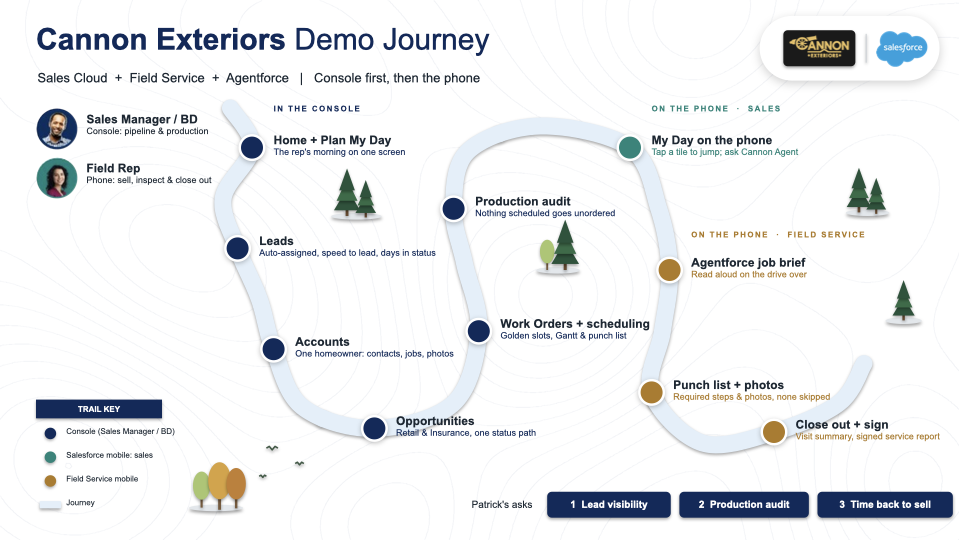 Cannon Exteriors Demo Journey
CANNON
EXTERIORS
salesforce
Sales Cloud + Field Service + Agentforce | Console first, then the phone
Sales Manager / BD
Console: pipeline & production
Field Rep
Phone: sell, inspect & close out
IN THE CONSOLE
Home + Plan My Day
The rep's morning on one screen
Leads
Auto-assigned, speed to lead, days in status
Accounts
One homeowner: contacts, jobs, photos
Opportunities
Retail & Insurance, one status path
Work Orders + scheduling
Golden slots, Gantt & punch list
Production audit
Nothing scheduled goes unordered
ON THE PHONE · SALES
My Day on the phone
Tap a tile to jump; ask Cannon Agent
ON THE PHONE · FIELD SERVICE
Agentforce job brief
Read aloud on the drive over
Punch list + photos
Required steps & photos, none skipped
Close out + sign
Visit summary, signed service report
TRAIL KEY
Console (Sales Manager / BD)
Salesforce mobile: sales
Field Service mobile
Journey
Patrick's asks
1 Lead visibility
2 Production audit
3 Time back to sell